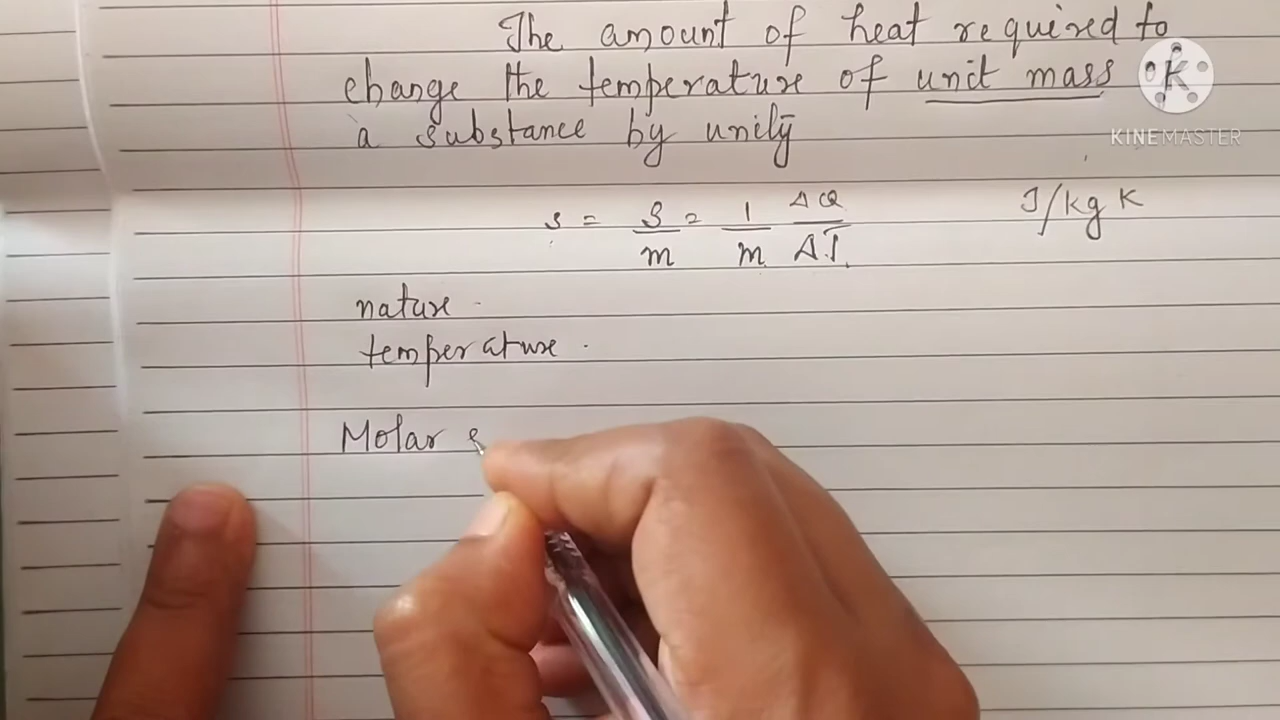 The amount of heat required to
change the temperature of unit mass
a substance by unity
s = S/m = 1/m ΔQ/ΔT. J/kg K
nature
temperature.
Molar s
K
KINEMASTER